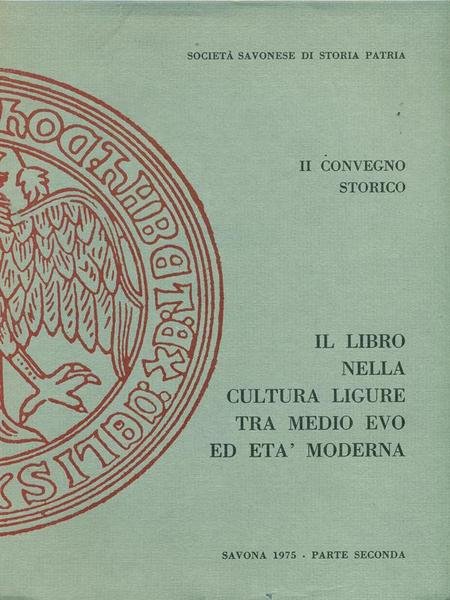 SOCIETÀ SAVONESE DI STORIA PATRIA
II CONVEGNO
STORICO
IL LIBRO
NELLA
CULTURA LIGURE
TRA MEDIO EVO
ED ETA' MODERNA
SAVONA 1975 - PARTE SECONDA